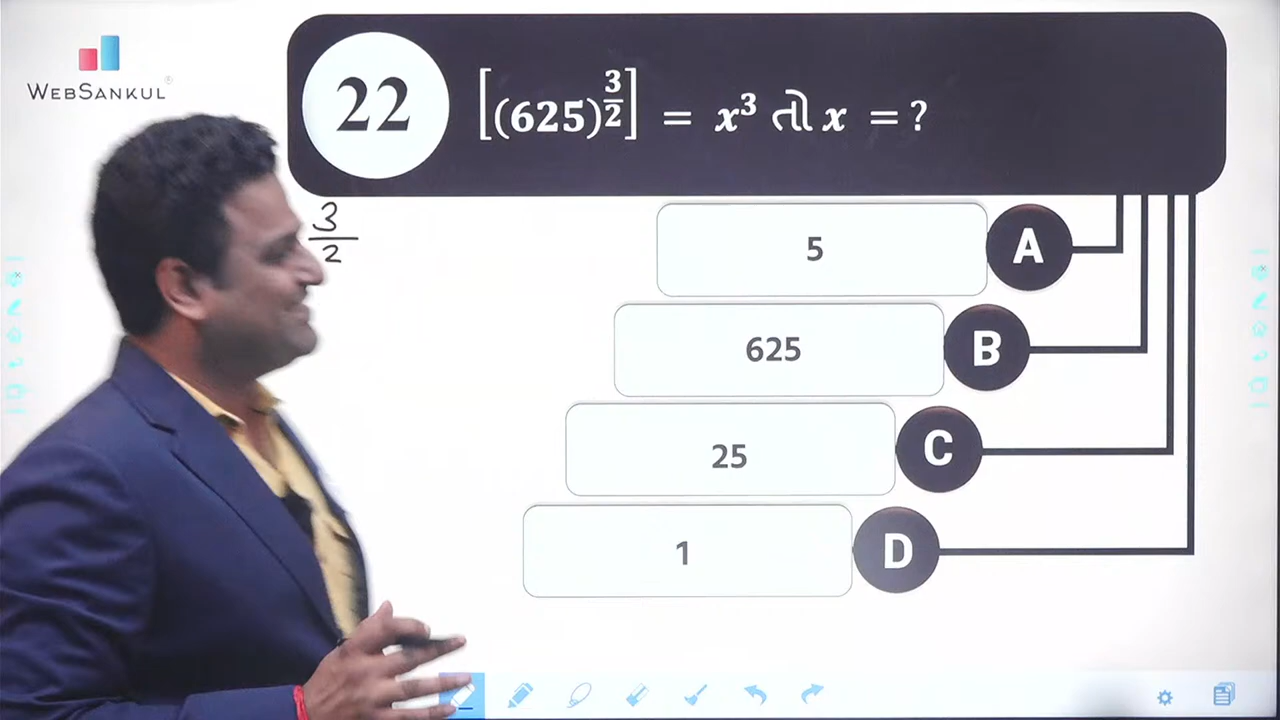 WEBSANKUL
22 [(625)^{3/2}] = x³ તો x = ?
3/2
5 A
625 B
25 C
1 D